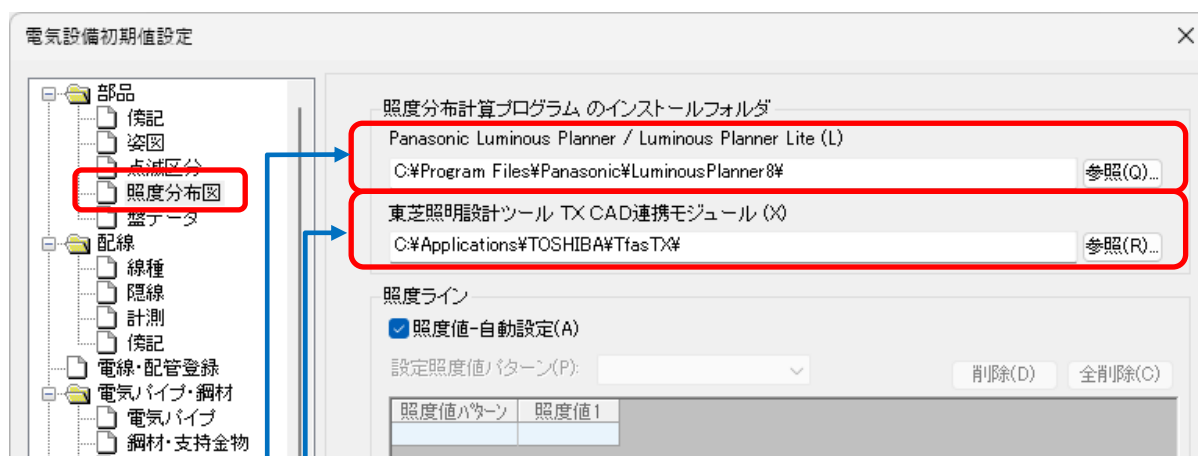 電気設備初期値設定
部品
傍記
姿図
点滅区分
照度分布図
盤データ
配線
線種
隠線
計測
傍記
電線・配管登録
電気パイプ・鋼材
電気パイプ
鋼材・支持金物
照度分布計算プログラム のインストールフォルダ
Panasonic Luminous Planner / Luminous Planner Lite (L)
C:¥Program Files¥Panasonic¥LuminousPlanner8¥
参照(Q)...
東芝照明設計ツール TX CAD連携モジュール (X)
C:¥Applications¥TOSHIBA¥TfasTX¥
参照(R)...
照度ライン
照度値-自動設定(A)
設定照度値パターン(P):
削除(D)
全削除(C)
照度値パターン 照度値1